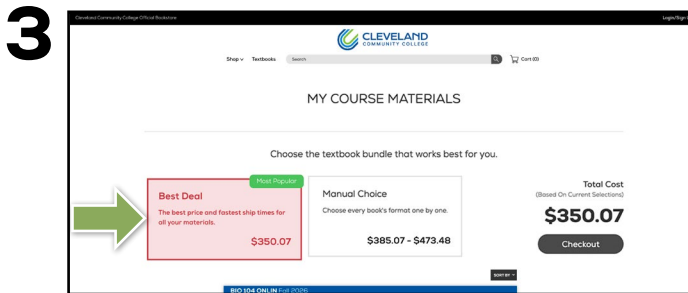 3
Cleveland Community College Official Bookstore
Login/Sign
CLEVELAND
COMMUNITY COLLEGE
Shop Textbooks Search Cart (0)
MY COURSE MATERIALS
Choose the textbook bundle that works best for you.
Most Popular
Best Deal
The best price and fastest ship times for
all your materials.
$350.07
Manual Choice
Choose every book's format one by one.
$385.07 - $473.48
Total Cost
(Based On Current Selections)
$350.07
Checkout
SORT BY
BIO 104 ONLIN Fall 2026